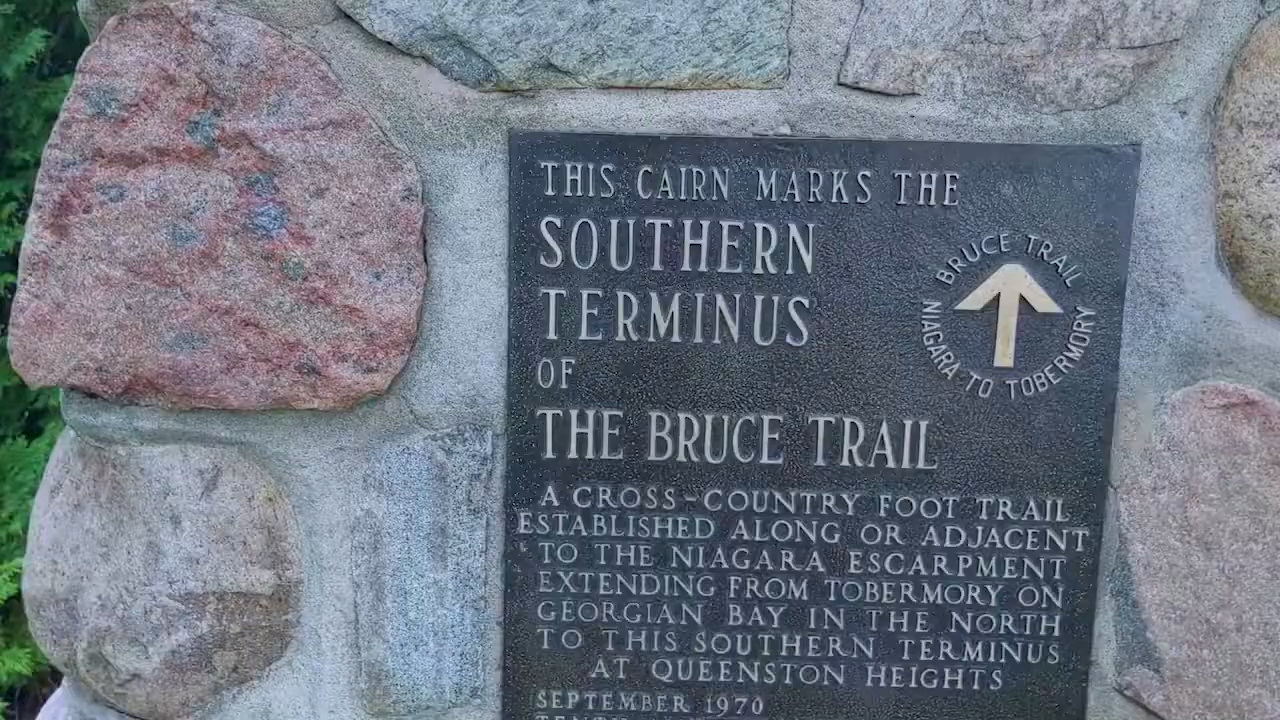 THIS CAIRN MARKS THE
SOUTHERN
TERMINUS
OF
THE BRUCE TRAIL
BRUCE TRAIL
NIAGARA TO TOBERMORY
A CROSS-COUNTRY FOOT TRAIL
ESTABLISHED ALONG OR ADJACENT
TO THE NIAGARA ESCARPMENT
EXTENDING FROM TOBERMORY ON
GEORGIAN BAY IN THE NORTH
TO THIS SOUTHERN TERMINUS
AT QUEENSTON HEIGHTS
SEPTEMBER 1970